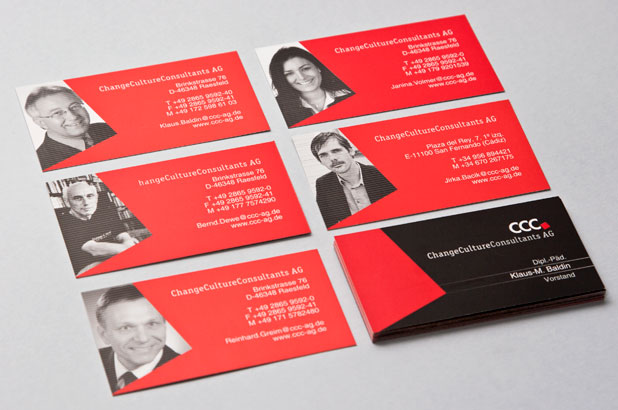 ChangeCultureConsultants AG
Brinkstrasse 76
D-46348 Raesfeld
T +49 2865 9592-40
F +49 2865 9592-41
M +49 172 598 61 03
Klaus.Baldin@ccc-ag.de
www.ccc-ag.de
ChangeCultureConsultants AG
Brinkstrasse 76
D-46348 Raesfeld
T +49 2865 9592-0
F +49 2865 9592-41
M +49 179 9201539
Janina.Volmer@ccc-ag.de
www.ccc-ag.de
hangeCultureConsultants AG
Brinkstrasse 76
D-46348 Raesfeld
T +49 2865 9582-0
F +49 2865 9592-41
M +49 177 7574290
Bernd.Dewe@ccc-ag.de
www.ccc-ag.de
ChangeCultureConsultants AG
Plaza del Rey, 7 1º izq.
E-11100 San Fernando (Cádiz)
T +34 956 894421
M +34 670 267175
Jirka.Bacik@ccc-ag.de
www.ccc-ag.de
ChangeCultureConsultants AG
Brinkstrasse 76
D-46348 Raesfeld
T +49 2865 9592-0
F +49 2865 9592-41
M +49 171 5782480
Reinhard.Greim@ccc-ag.de
www.ccc-ag.de
CCC
ChangeCultureConsultants AG
Dipl.-Päd.
Klaus-M. Baldin
Vorstand